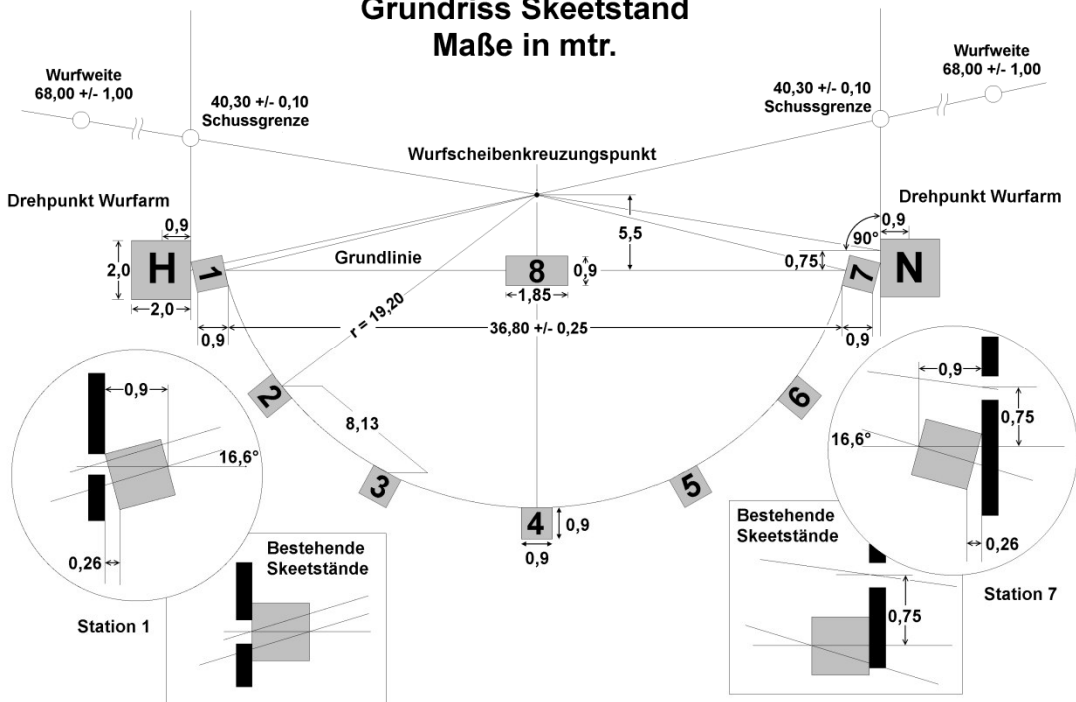 Grundriss Skeetstand
Maße in mtr.
Wurfweite
68,00 +/- 1,00
40,30 +/- 0,10
Schussgrenze
40,30 +/- 0,10
Schussgrenze
Wurfweite
68,00 +/- 1,00
Wurfscheibenkreuzungspunkt
Drehpunkt Wurfarm
Drehpunkt Wurfarm
0,9
0,9
90°
5,5
0,75
2,0
H
1
Grundlinie
8
0,9
7
N
2,0
1,85
r = 19,20
0,9
36,80 +/- 0,25
0,9
0,9
0,9
2
6
8,13
0,75
16,6°
16,6°
3
5
4
0,9
0,9
0,26
0,26
Bestehende
Skeetstände
Bestehende
Skeetstände
Station 1
Station 7
0,75